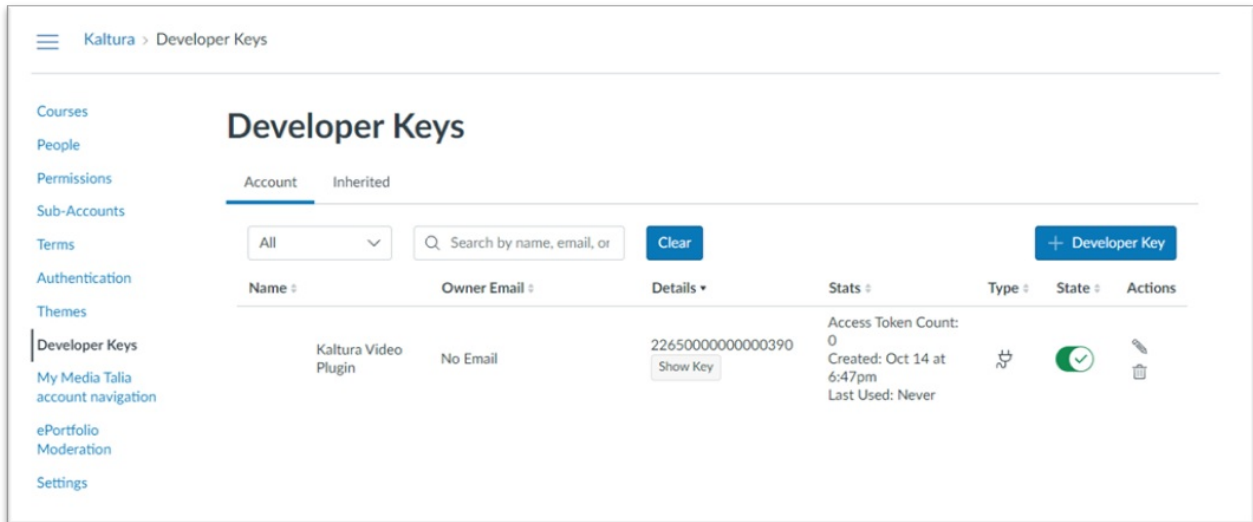 Kaltura > Developer Keys
Courses
People
Permissions
Sub-Accounts
Terms
Authentication
Themes
Developer Keys
My Media Talia
account navigation
ePortfolio
Moderation
Settings
Developer Keys
Account Inherited
All Search by name, email, or Clear + Developer Key
Name Owner Email Details Stats Type State Actions
Kaltura Video
Plugin
No Email
22650000000000390
Show Key
Access Token Count:
0
Created: Oct 14 at
6:47pm
Last Used: Never